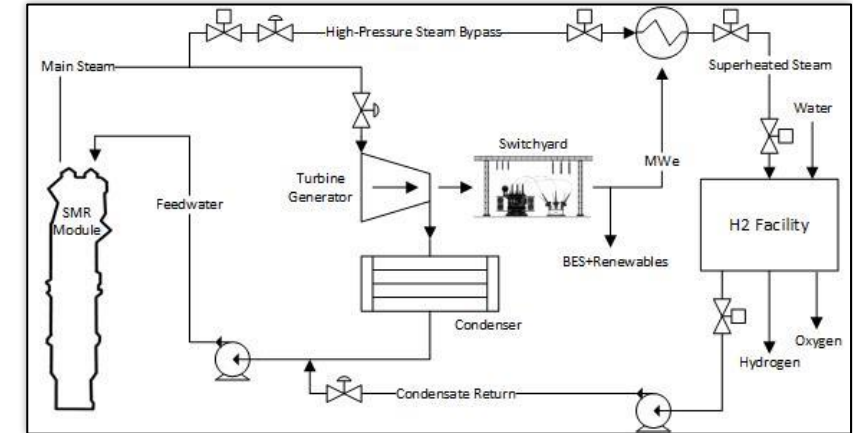 High-Pressure Steam Bypass
Main Steam
Superheated Steam
Water
Switchyard
MWe
Turbine
Generator
SMR
Module
Feedwater
H2 Facility
BES+Renewables
Condenser
Oxygen
Hydrogen
Condensate Return